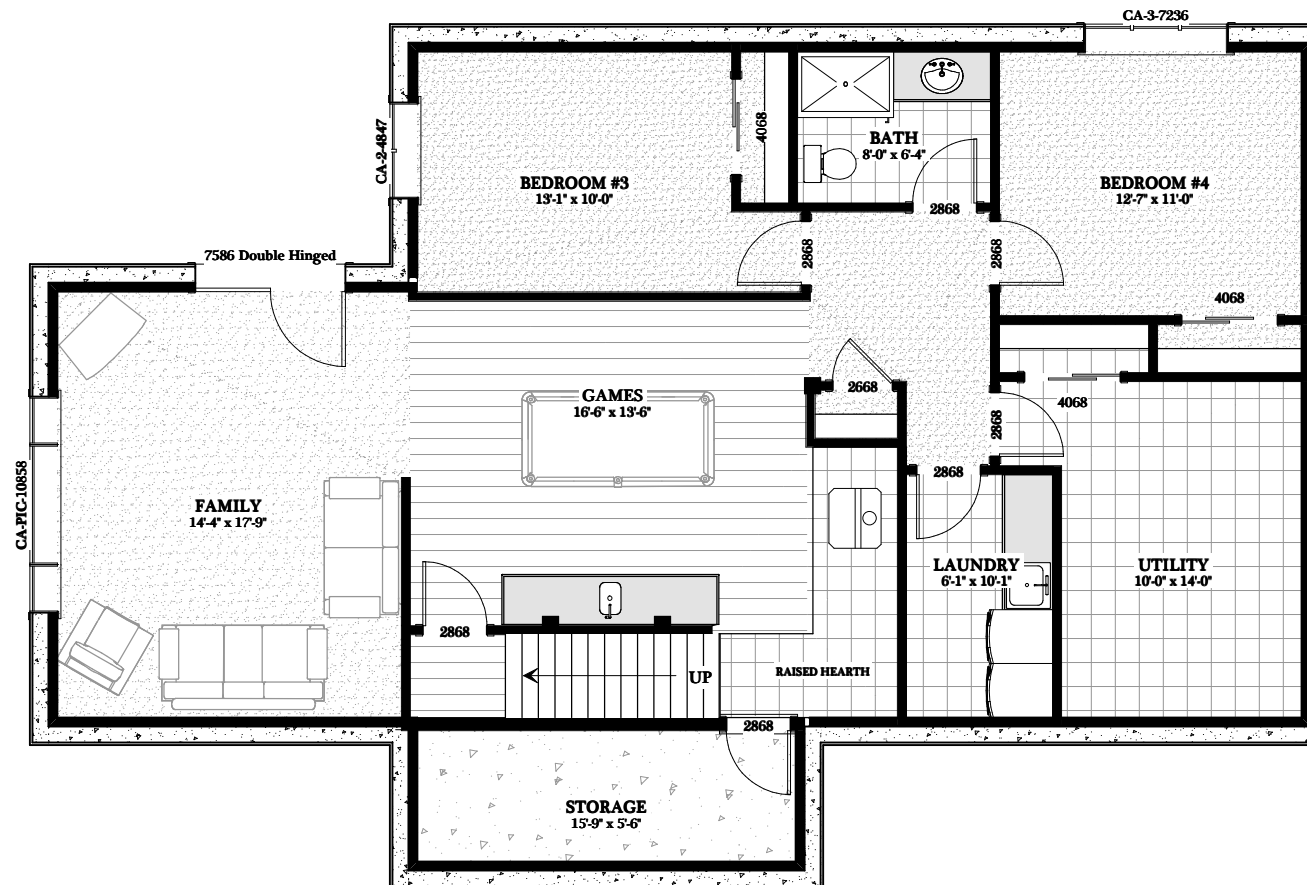 CA-3-7236
CA-2-4847
4068
BATH
8'-0" x 6'-4"
BEDROOM #3
13'-1" x 10'-0"
BEDROOM #4
12'-7" x 11'-0"
2868
7586 Double Hinged
2868
2868
4068
GAMES
16'-6" x 13'-6"
2668
4068
2868
CA-PIC-10858
FAMILY
14'-4" x 17'-9"
2868
LAUNDRY
6'-1" x 10'-1"
UTILITY
10'-0" x 14'-0"
2868
UP
RAISED HEARTH
2868
STORAGE
15'-9" x 5'-6"